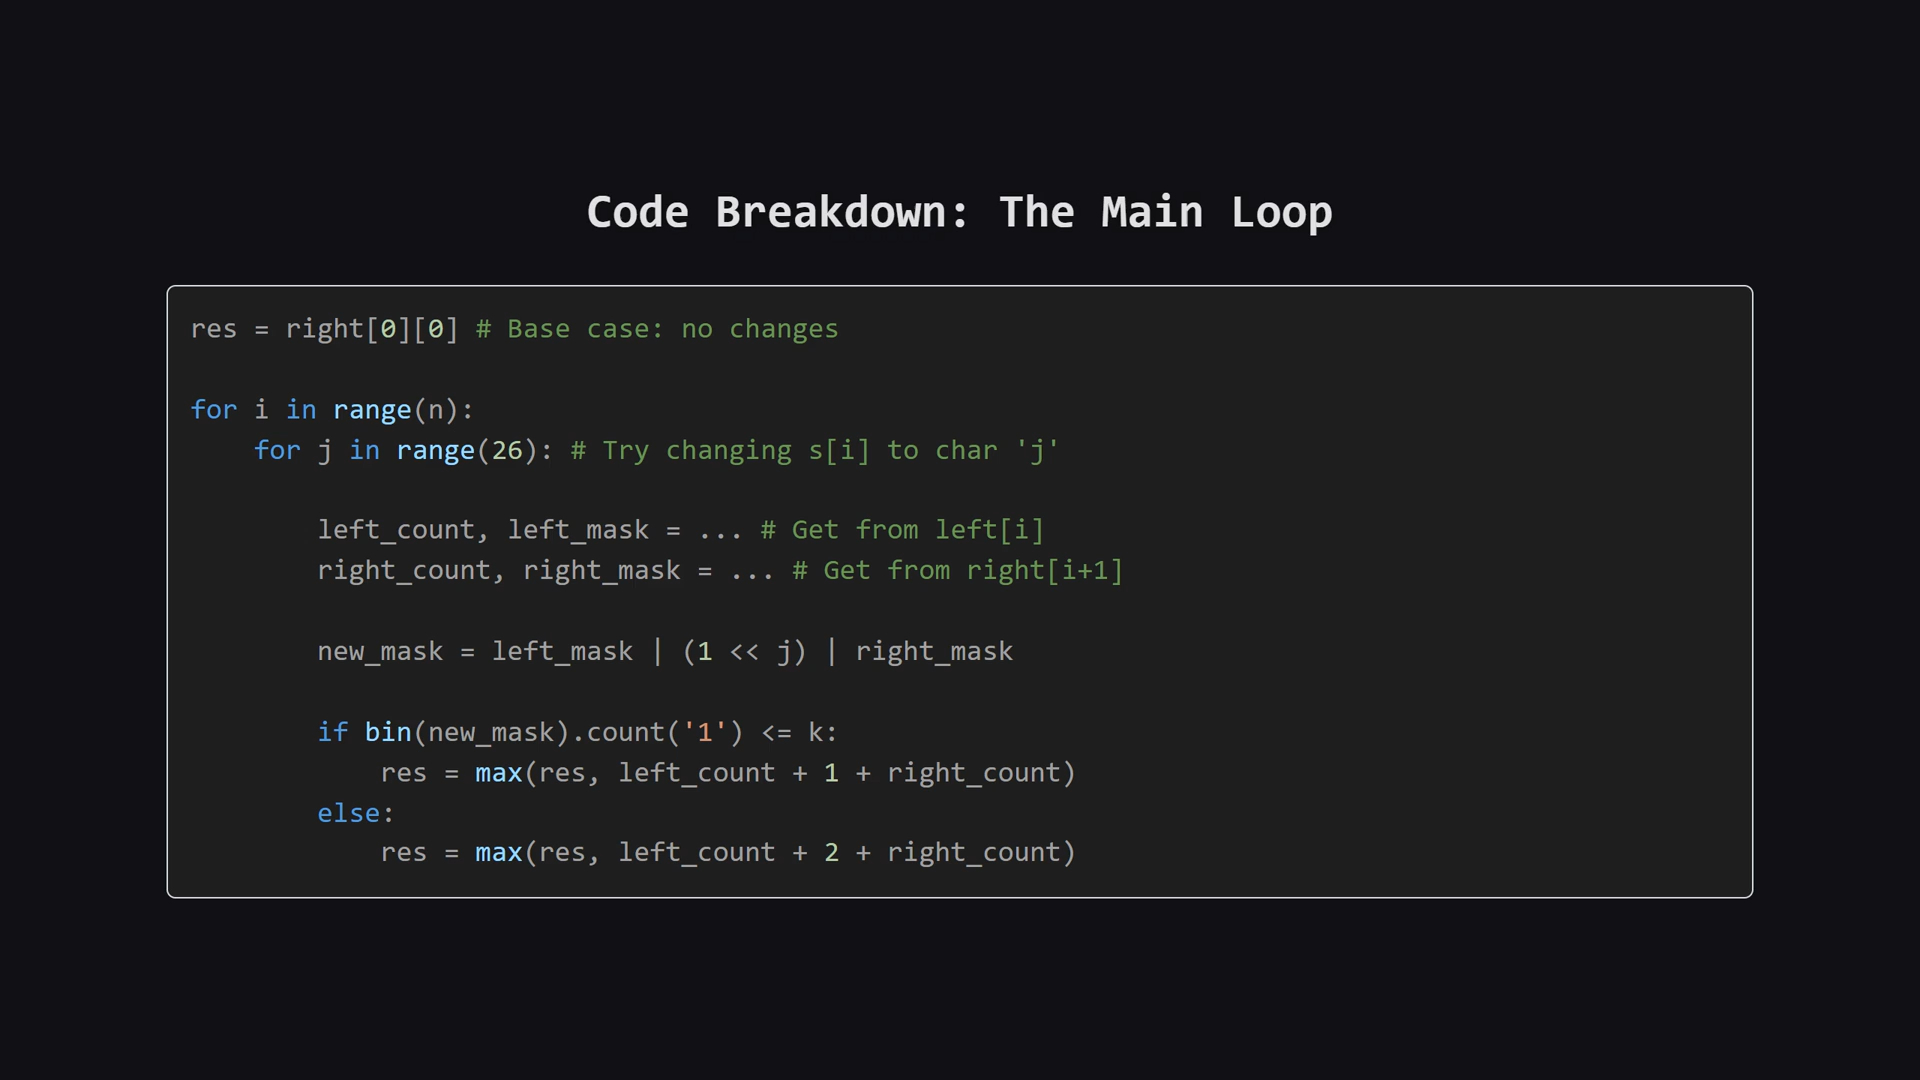 Code Breakdown: The Main Loop
res = right[0][0] # Base case: no changes
for i in range(n):
    for j in range(26): # Try changing s[i] to char 'j'
        left_count, left_mask = ... # Get from left[i]
        right_count, right_mask = ... # Get from right[i+1]
        new_mask = left_mask | (1 << j) | right_mask
        if bin(new_mask).count('1') <= k:
            res = max(res, left_count + 1 + right_count)
        else:
            res = max(res, left_count + 2 + right_count)